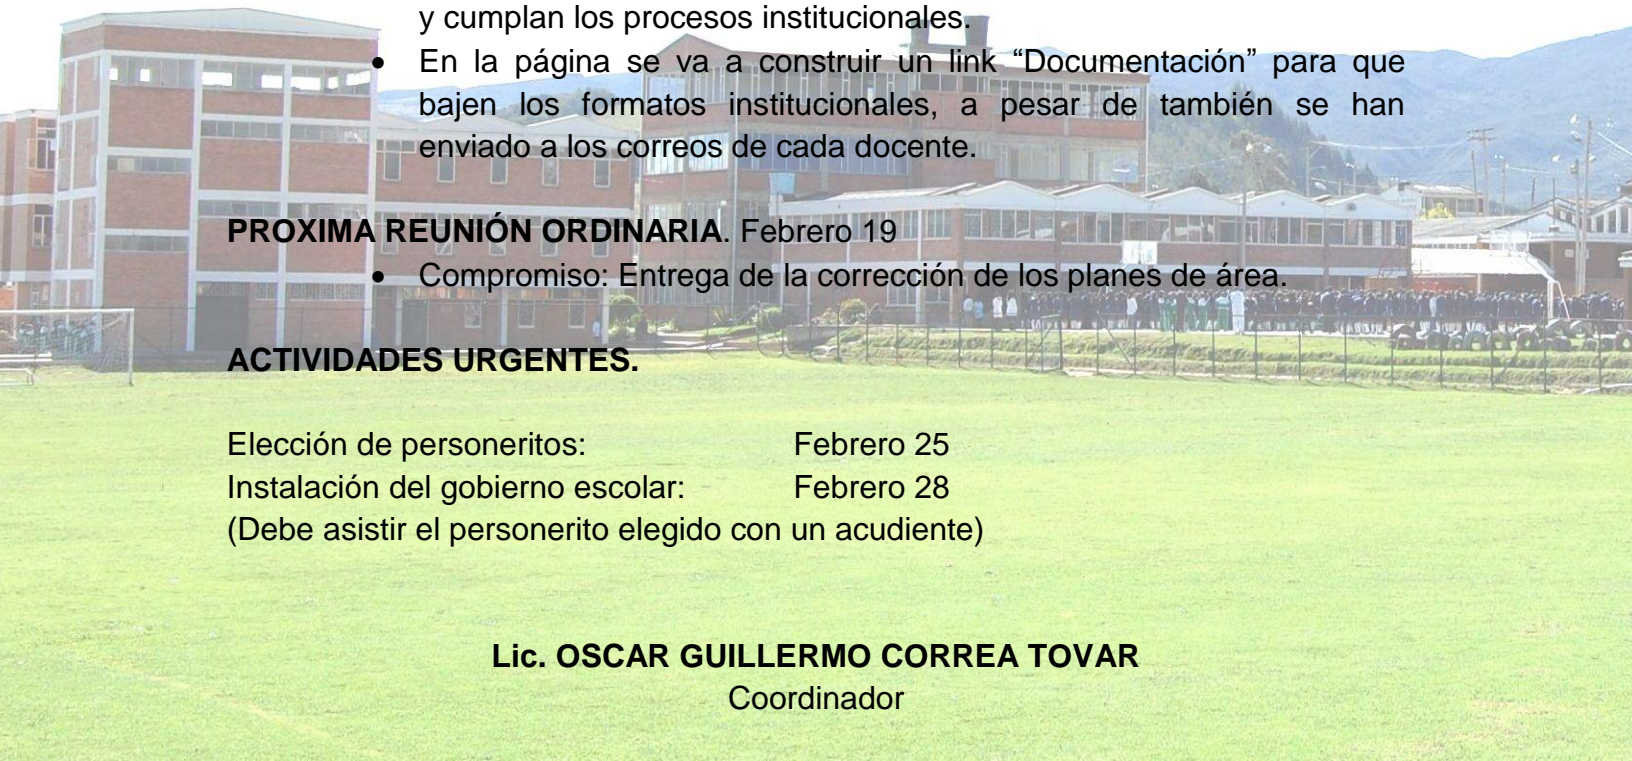 y cumplan los procesos institucionales.
• En la página se va a construir un link “Documentación” para que
bajen los formatos institucionales, a pesar de también se han
enviado a los correos de cada docente.
PROXIMA REUNIÓN ORDINARIA. Febrero 19
• Compromiso: Entrega de la corrección de los planes de área.
ACTIVIDADES URGENTES.
Elección de personeritos: Febrero 25
Instalación del gobierno escolar: Febrero 28
(Debe asistir el personerito elegido con un acudiente)
Lic. OSCAR GUILLERMO CORREA TOVAR
Coordinador